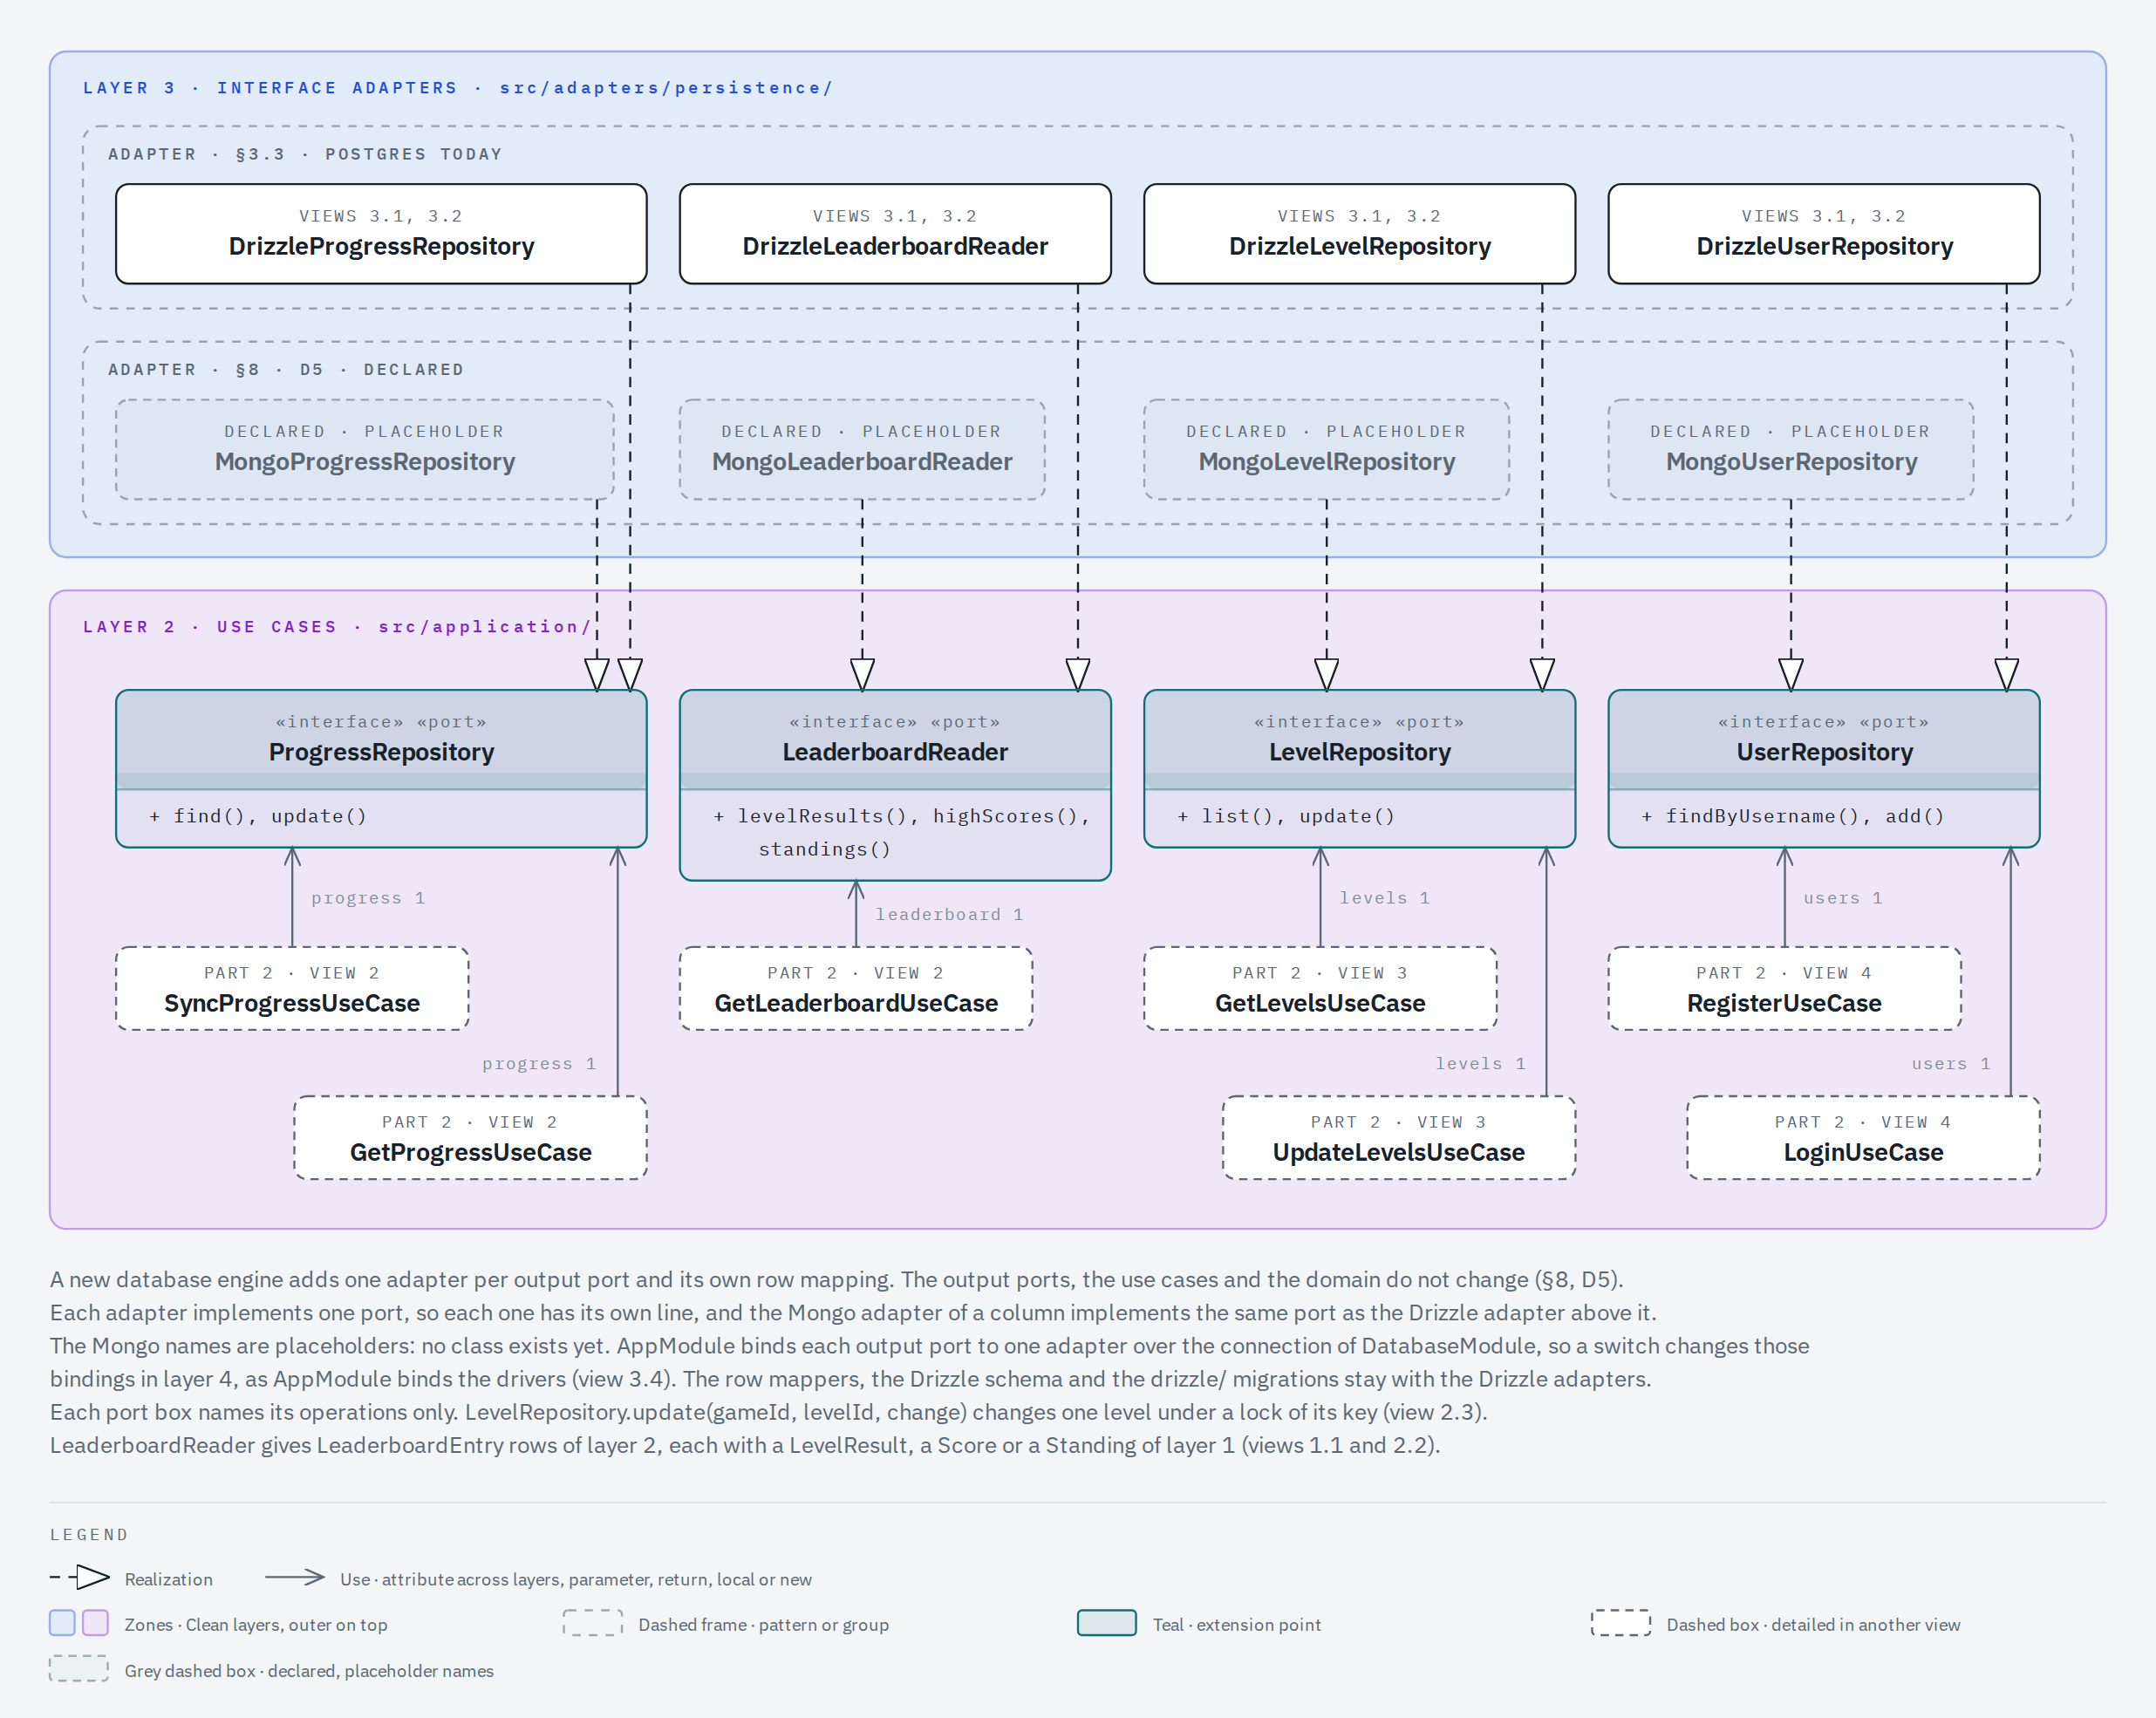 LAYER 3 · INTERFACE ADAPTERS · src/adapters/persistence/
ADAPTER · §3.3 · POSTGRES TODAY
VIEWS 3.1, 3.2
DrizzleProgressRepository
VIEWS 3.1, 3.2
DrizzleLeaderboardReader
VIEWS 3.1, 3.2
DrizzleLevelRepository
VIEWS 3.1, 3.2
DrizzleUserRepository
ADAPTER · §8 · D5 · DECLARED
DECLARED · PLACEHOLDER
MongoProgressRepository
DECLARED · PLACEHOLDER
MongoLeaderboardReader
DECLARED · PLACEHOLDER
MongoLevelRepository
DECLARED · PLACEHOLDER
MongoUserRepository
LAYER 2 · USE CASES · src/application/
«interface» «port»
ProgressRepository
+ find(), update()
«interface» «port»
LeaderboardReader
+ levelResults(), highScores(),
standings()
«interface» «port»
LevelRepository
+ list(), update()
«interface» «port»
UserRepository
+ findByUsername(), add()
progress 1
leaderboard 1
levels 1
users 1
PART 2 · VIEW 2
SyncProgressUseCase
PART 2 · VIEW 2
GetLeaderboardUseCase
PART 2 · VIEW 3
GetLevelsUseCase
PART 2 · VIEW 4
RegisterUseCase
progress 1
levels 1
users 1
PART 2 · VIEW 2
GetProgressUseCase
PART 2 · VIEW 3
UpdateLevelsUseCase
PART 2 · VIEW 4
LoginUseCase
A new database engine adds one adapter per output port and its own row mapping. The output ports, the use cases and the domain do not change (§8, D5).
Each adapter implements one port, so each one has its own line, and the Mongo adapter of a column implements the same port as the Drizzle adapter above it.
The Mongo names are placeholders: no class exists yet. AppModule binds each output port to one adapter over the connection of DatabaseModule, so a switch changes those
bindings in layer 4, as AppModule binds the drivers (view 3.4). The row mappers, the Drizzle schema and the drizzle/ migrations stay with the Drizzle adapters.
Each port box names its operations only. LevelRepository.update(gameId, levelId, change) changes one level under a lock of its key (view 2.3).
LeaderboardReader gives LeaderboardEntry rows of layer 2, each with a LevelResult, a Score or a Standing of layer 1 (views 1.1 and 2.2).
LEGEND
Realization
Use · attribute across layers, parameter, return, local or new
Zones · Clean layers, outer on top
Dashed frame · pattern or group
Teal · extension point
Dashed box · detailed in another view
Grey dashed box · declared, placeholder names